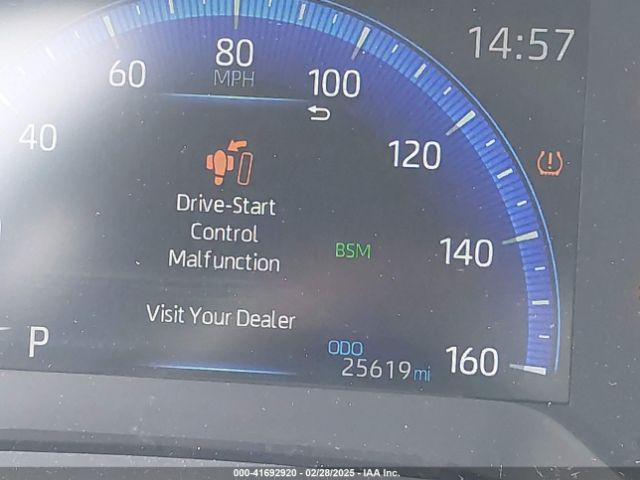 14:57
80
MPH
60
100
40
120
Drive-Start
Control
Malfunction
BSM
140
Visit Your Dealer
P
ODO
25619 mi
160
000-41692920 - 02/28/2025 - IAA Inc.